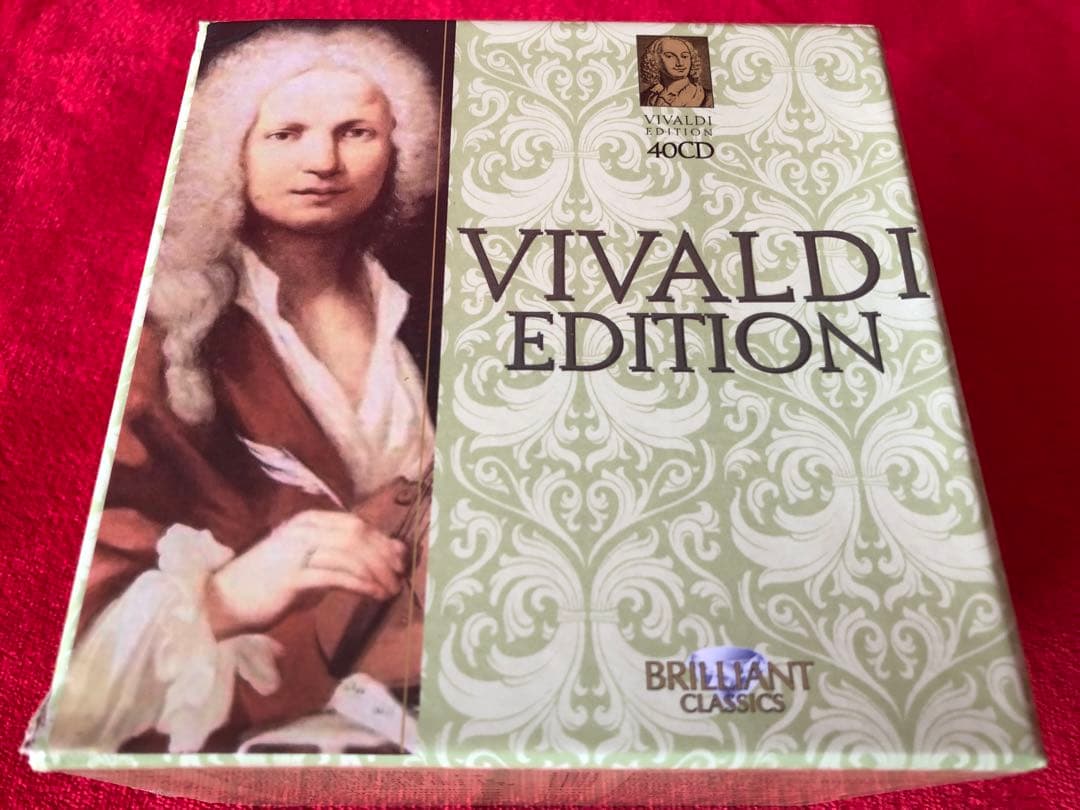 VIVALDI
EDITION
40CD
VIVALDI
EDITION
BRILLIANT
CLASSICS